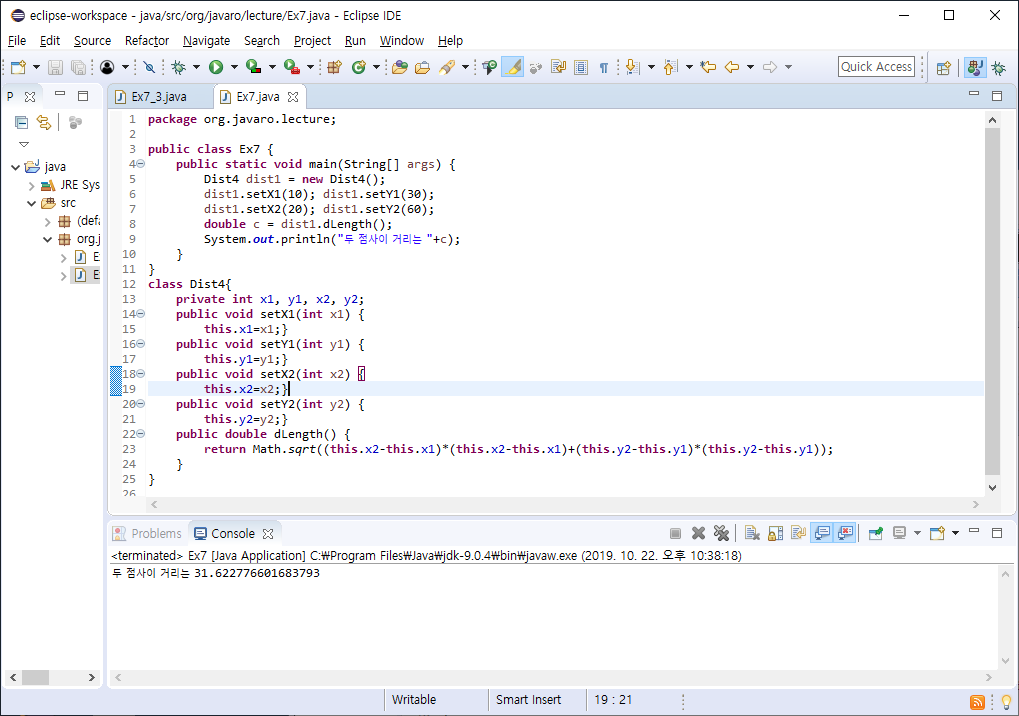 eclipse-workspace - java/src/org/javaro/lecture/Ex7.java - Eclipse IDE
File Edit Source Refactor Navigate Search Project Run Window Help
Quick Access
P
Ex7_3.java Ex7.java
java
JRE Sys
src
(defa
org.j
E
E
1 package org.javaro.lecture;
2
3 public class Ex7 {
4 public static void main(String[] args) {
5 Dist4 dist1 = new Dist4();
6 dist1.setX1(10); dist1.setY1(30);
7 dist1.setX2(20); dist1.setY2(60);
8 double c = dist1.dLength();
9 System.out.println("두 점사이 거리는 "+c);
10 }
11 }
12 class Dist4{
13 private int x1, y1, x2, y2;
14 public void setX1(int x1) {
15 this.x1=x1;}
16 public void setY1(int y1) {
17 this.y1=y1;}
18 public void setX2(int x2) {
19 this.x2=x2;}
20 public void setY2(int y2) {
21 this.y2=y2;}
22 public double dLength() {
23 return Math.sqrt((this.x2-this.x1)*(this.x2-this.x1)+(this.y2-this.y1)*(this.y2-this.y1));
24 }
25 }
26
Problems Console
<terminated> Ex7 [Java Application] C:₩Program Files₩Java₩jdk-9.0.4₩bin₩javaw.exe (2019. 10. 22. 오후 10:38:18)
두 점사이 거리는 31.622776601683793
Writable Smart Insert 19 : 21